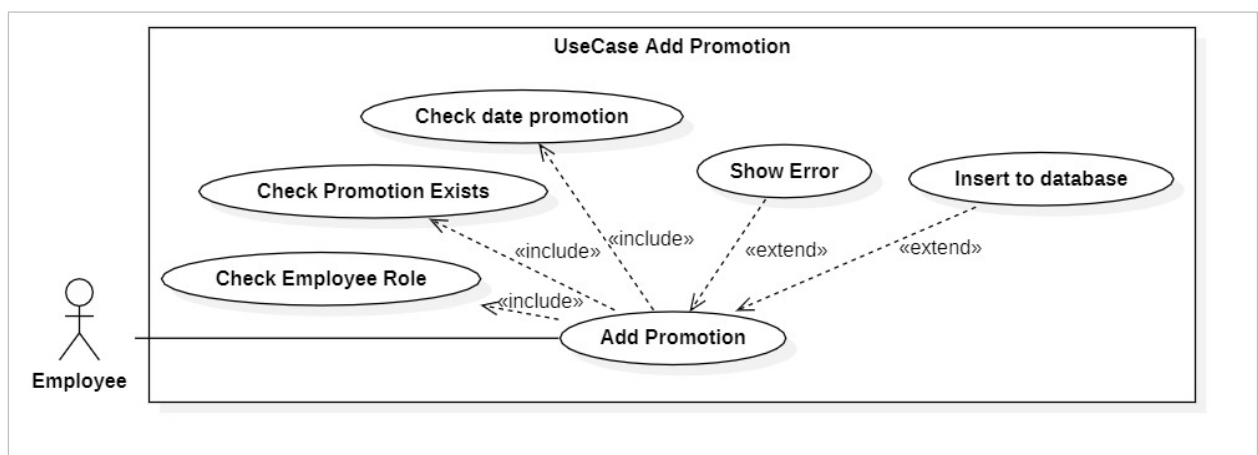 UseCase Add Promotion
Check date promotion
Show Error
Insert to database
Check Promotion Exists
«include»
«include»
«extend»
«extend»
Check Employee Role
«include»
Add Promotion
Employee